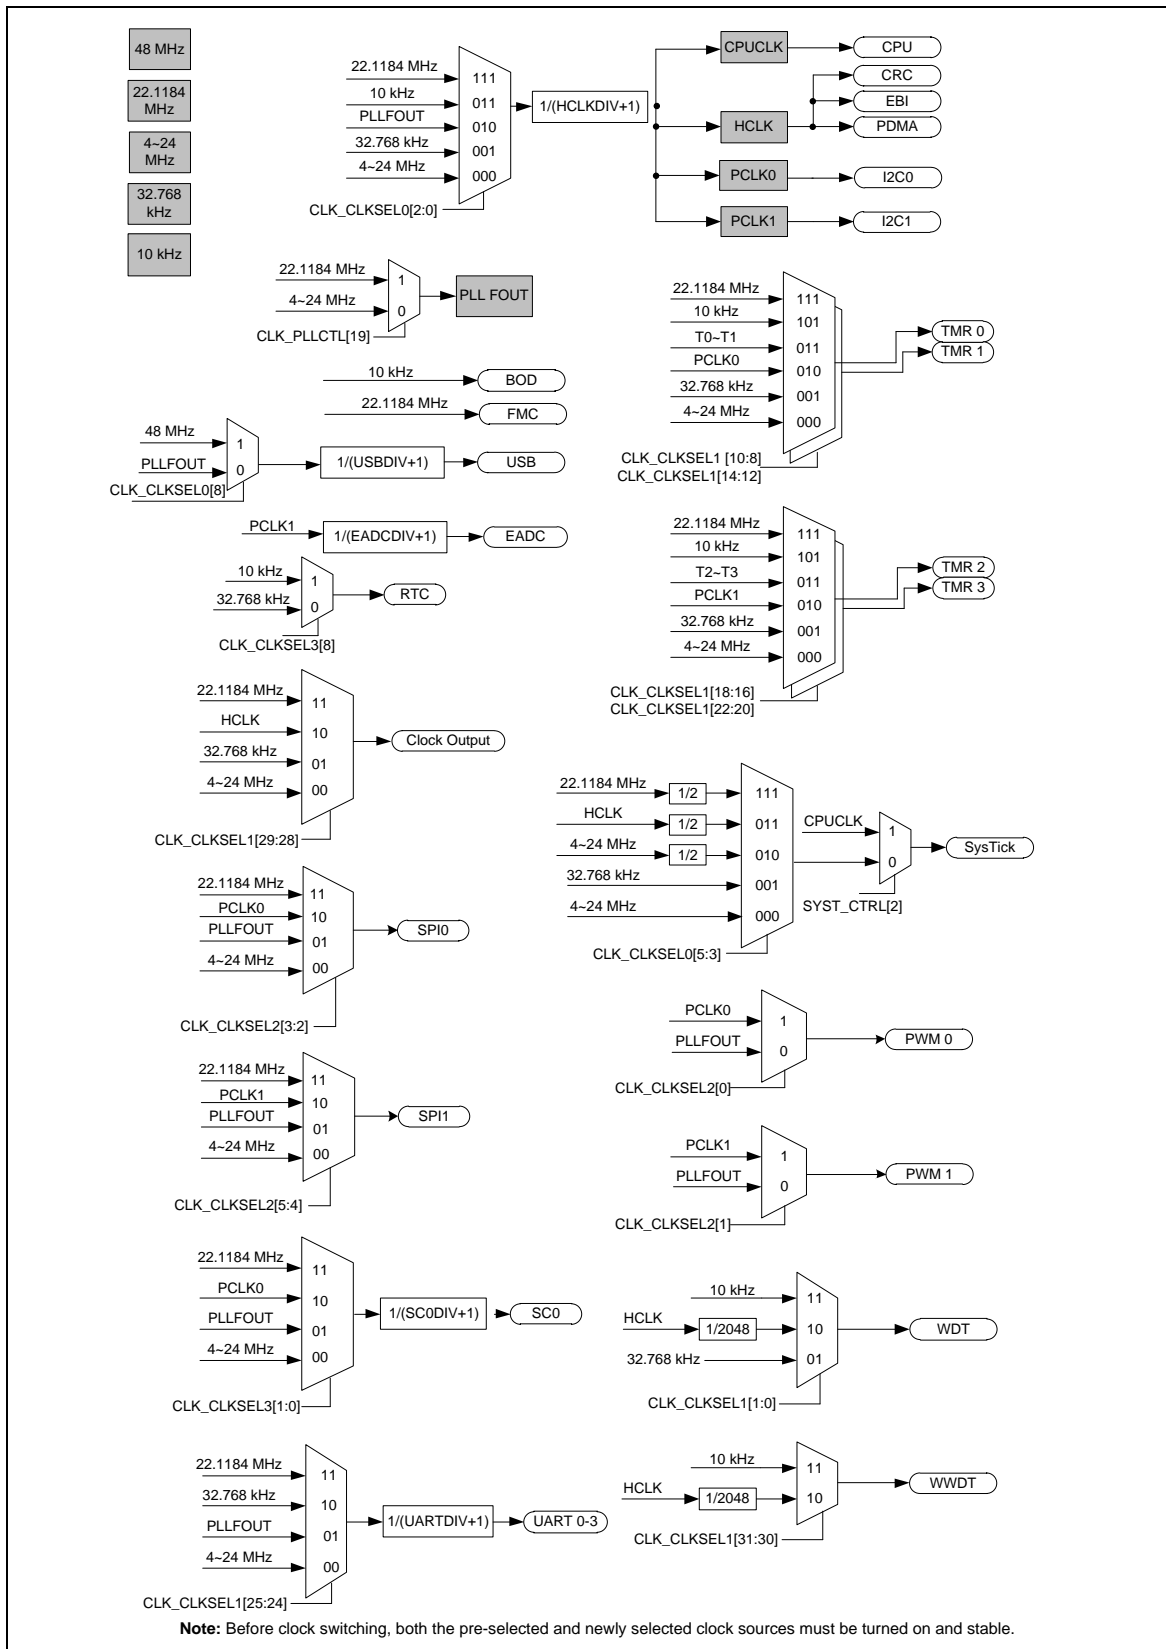 48 MHz
22.1184
MHz
4~24
MHz
32.768
kHz
10 kHz
22.1184 MHz
10 kHz
PLLFOUT
32.768 kHz
4~24 MHz
111
011
010
001
000
CLK_CLKSEL0[2:0]
1/(HCLKDIV+1)
CPUCLK
HCLK
PCLK0
PCLK1
CPU
CRC
EBI
PDMA
I2C0
I2C1
22.1184 MHz
4~24 MHz
1
0
CLK_PLLCTL[19]
PLL FOUT
10 kHz
BOD
22.1184 MHz
FMC
48 MHz
PLLFOUT
1
0
CLK_CLKSEL0[8]
1/(USBDIV+1)
USB
PCLK1
1/(EADCDIV+1)
EADC
10 kHz
32.768 kHz
1
0
CLK_CLKSEL3[8]
RTC
22.1184 MHz
HCLK
32.768 kHz
4~24 MHz
11
10
01
00
CLK_CLKSEL1[29:28]
Clock Output
22.1184 MHz
PCLK0
PLLFOUT
4~24 MHz
11
10
01
00
CLK_CLKSEL2[3:2]
SPI0
22.1184 MHz
PCLK1
PLLFOUT
4~24 MHz
11
10
01
00
CLK_CLKSEL2[5:4]
SPI1
22.1184 MHz
PCLK0
PLLFOUT
4~24 MHz
11
10
01
00
CLK_CLKSEL3[1:0]
1/(SC0DIV+1)
SC0
22.1184 MHz
32.768 kHz
PLLFOUT
4~24 MHz
11
10
01
00
CLK_CLKSEL1[25:24]
1/(UARTDIV+1)
UART 0-3
22.1184 MHz
10 kHz
T0~T1
PCLK0
32.768 kHz
4~24 MHz
111
101
011
010
001
000
CLK_CLKSEL1 [10:8]
CLK_CLKSEL1[14:12]
TMR 0
TMR 1
22.1184 MHz
10 kHz
T2~T3
PCLK1
32.768 kHz
4~24 MHz
111
101
011
010
001
000
CLK_CLKSEL1[18:16]
CLK_CLKSEL1[22:20]
TMR 2
TMR 3
22.1184 MHz
HCLK
4~24 MHz
32.768 kHz
4~24 MHz
1/2
1/2
1/2
111
011
010
001
000
CLK_CLKSEL0[5:3]
CPUCLK
1
0
SYST_CTRL[2]
SysTick
PCLK0
PLLFOUT
1
0
CLK_CLKSEL2[0]
PWM 0
PCLK1
PLLFOUT
1
0
CLK_CLKSEL2[1]
PWM 1
10 kHz
HCLK
1/2048
32.768 kHz
11
10
01
CLK_CLKSEL1[1:0]
WDT
10 kHz
HCLK
1/2048
11
10
CLK_CLKSEL1[31:30]
WWDT
Note: Before clock switching, both the pre-selected and newly selected clock sources must be turned on and stable.